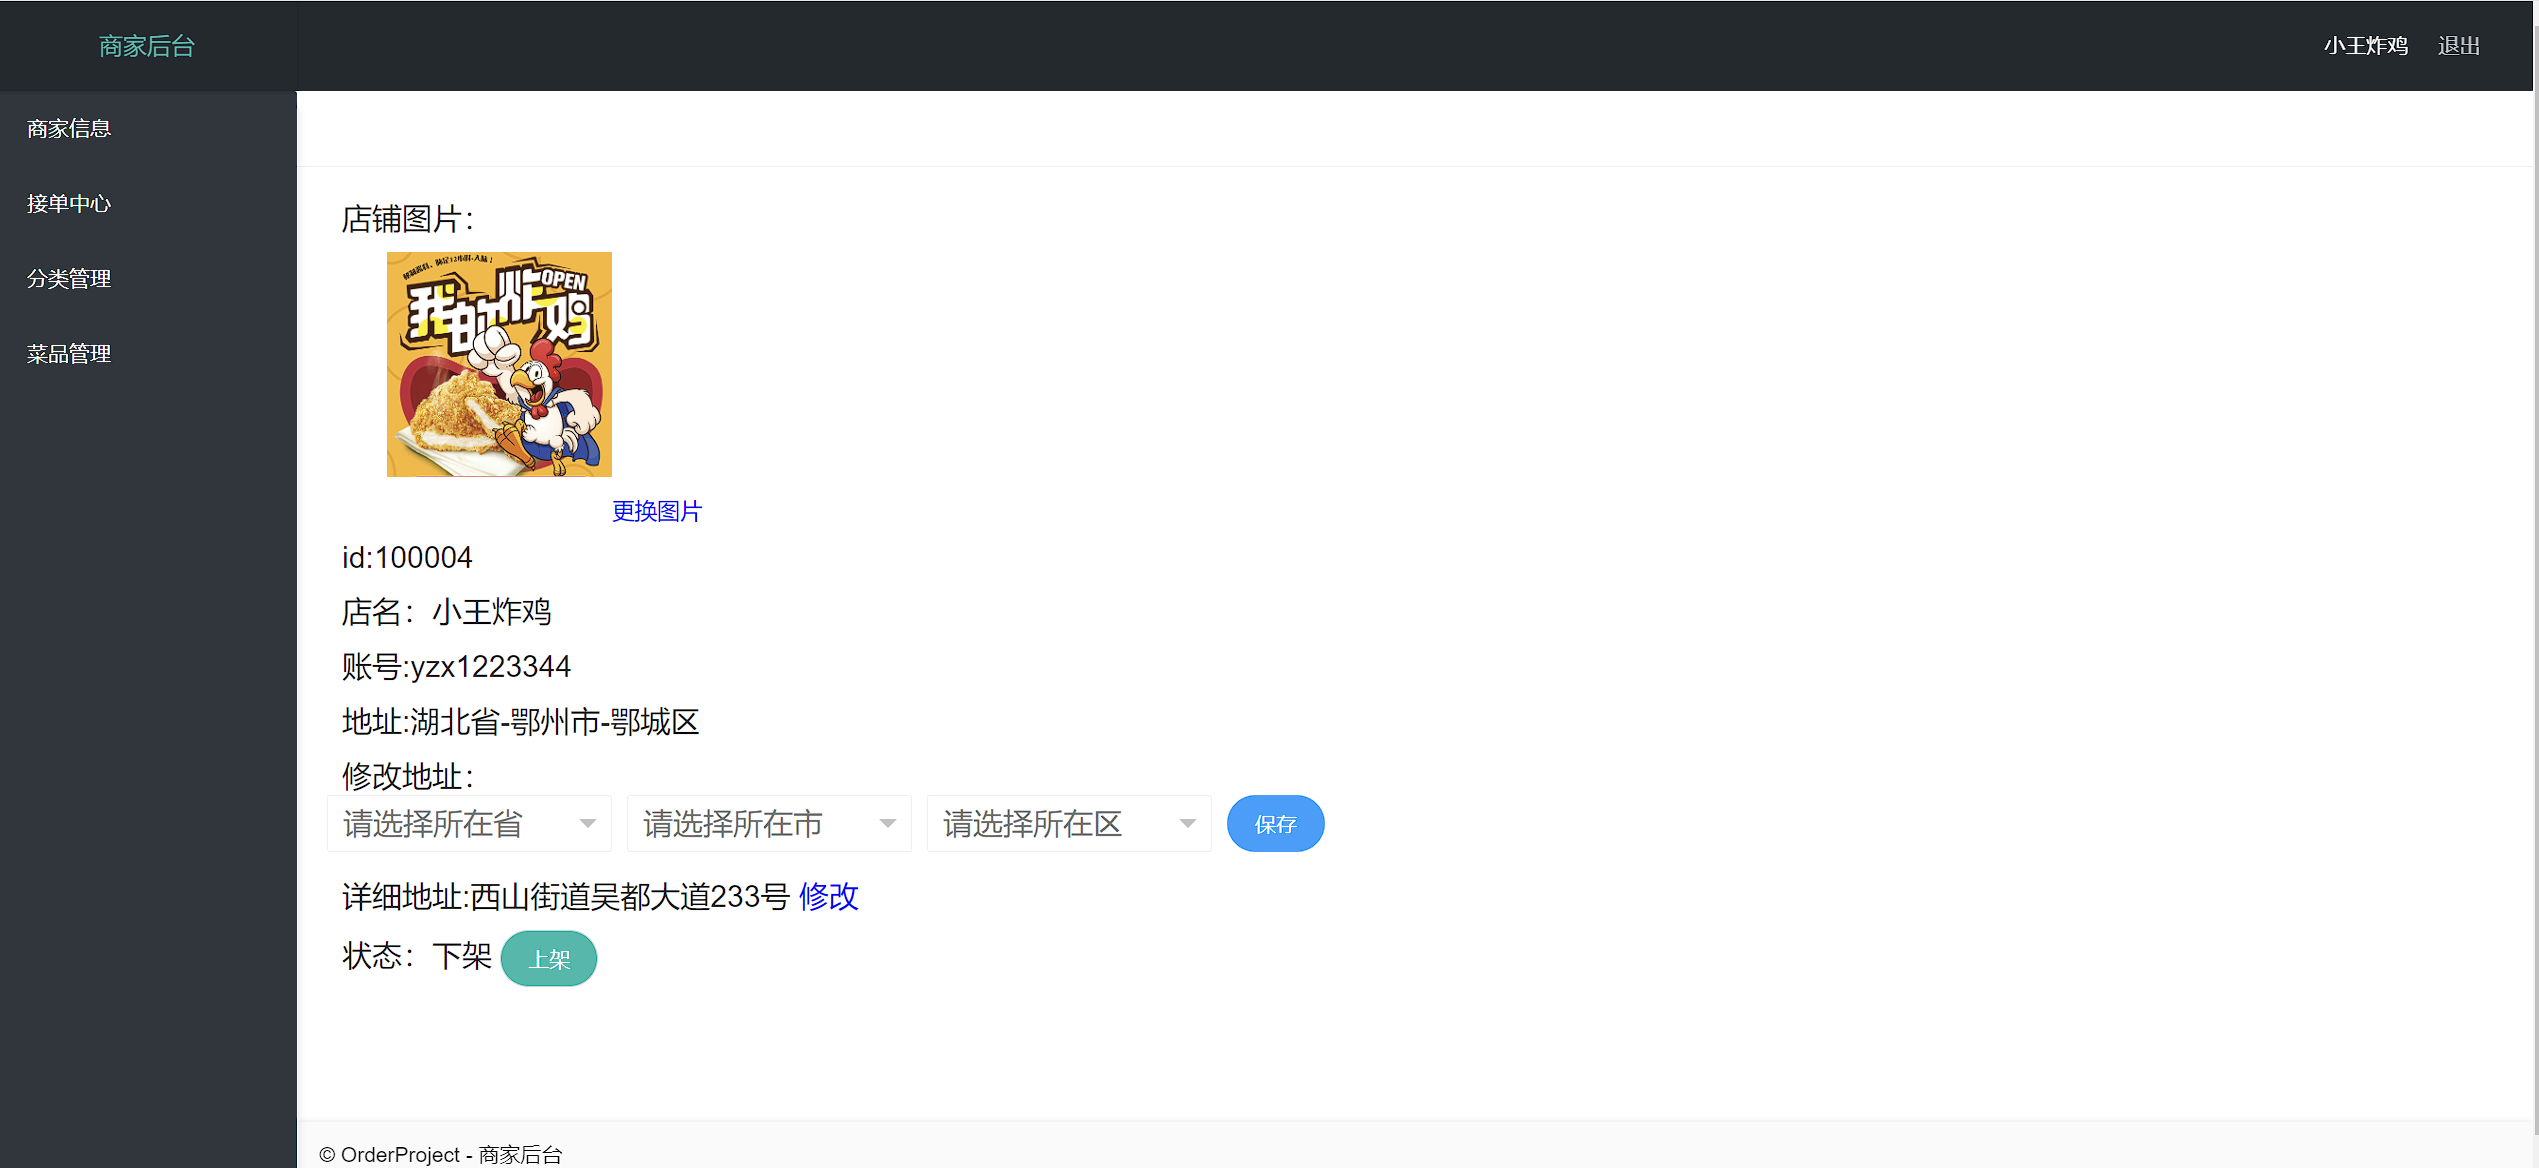 商家后台
小王炸鸡 退出
商家信息
接单中心
分类管理
菜品管理
店铺图片：
OPEN
我的炸鸡
更换图片
id:100004
店名：小王炸鸡
账号:yzx1223344
地址:湖北省-鄂州市-鄂城区
修改地址：
请选择所在省 请选择所在市 请选择所在区 保存
详细地址:西山街道吴都大道233号 修改
状态：下架 上架
© OrderProject - 商家后台